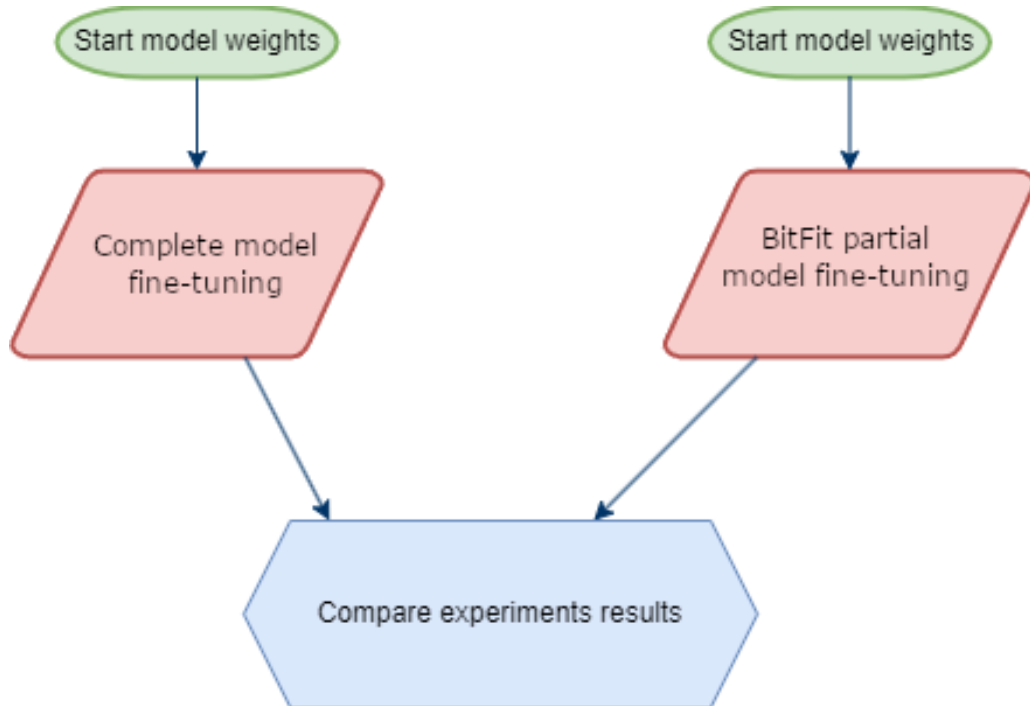 Start model weights
Start model weights
Complete model
fine-tuning
BitFit partial
model fine-tuning
Compare experiments results